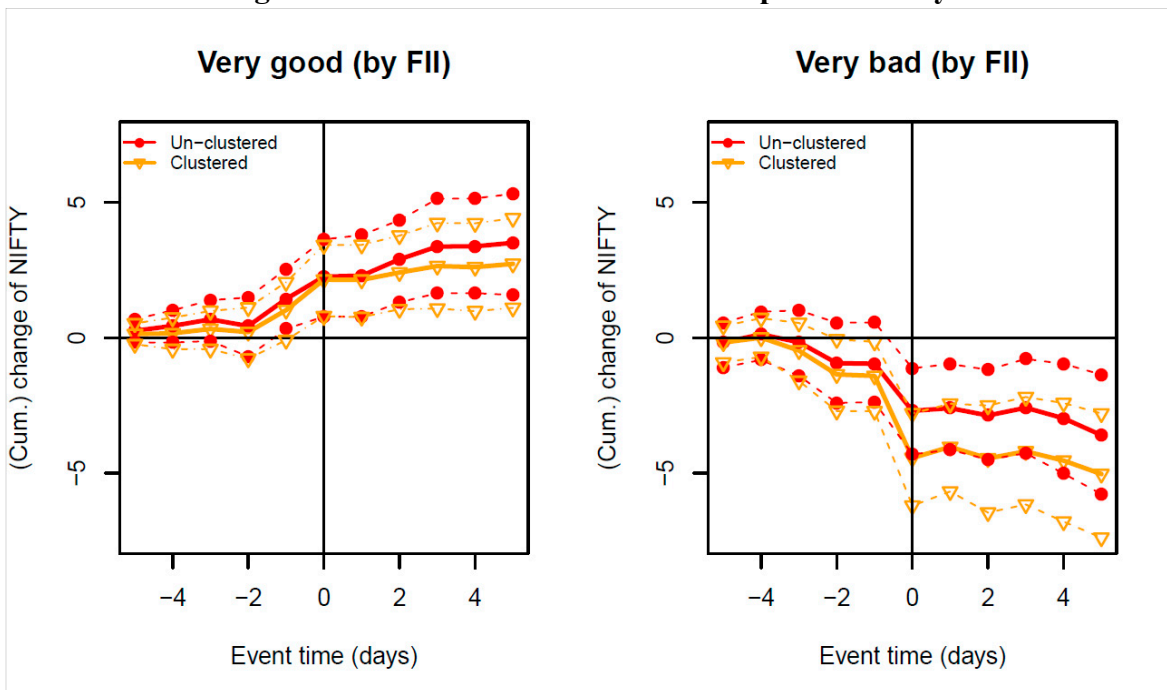 Very good (by FII)
Un−clustered
Clustered
(Cum.) change of NIFTY
5
0
−5
−4
−2
0
2
4
Event time (days)
Very bad (by FII)
Un−clustered
Clustered
(Cum.) change of NIFTY
5
0
−5
−4
−2
0
2
4
Event time (days)